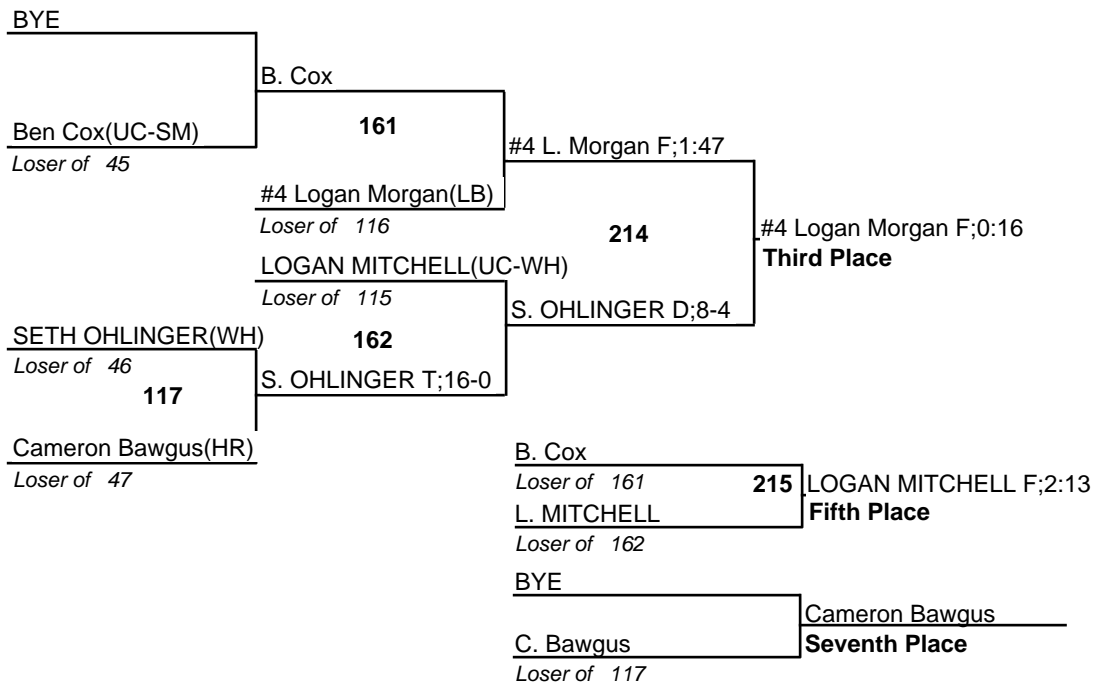 BYE
B. Cox
Ben Cox(UC-SM)
Loser of 45
161
#4 L. Morgan F;1:47
#4 Logan Morgan(LB)
Loser of 116
214
#4 Logan Morgan F;0:16
Third Place
LOGAN MITCHELL(UC-WH)
Loser of 115
S. OHLINGER D;8-4
SETH OHLINGER(WH)
Loser of 46
162
117
S. OHLINGER T;16-0
Cameron Bawgus(HR)
Loser of 47
B. Cox
Loser of 161
215
LOGAN MITCHELL F;2:13
Fifth Place
L. MITCHELL
Loser of 162
BYE
Cameron Bawgus
Seventh Place
C. Bawgus
Loser of 117